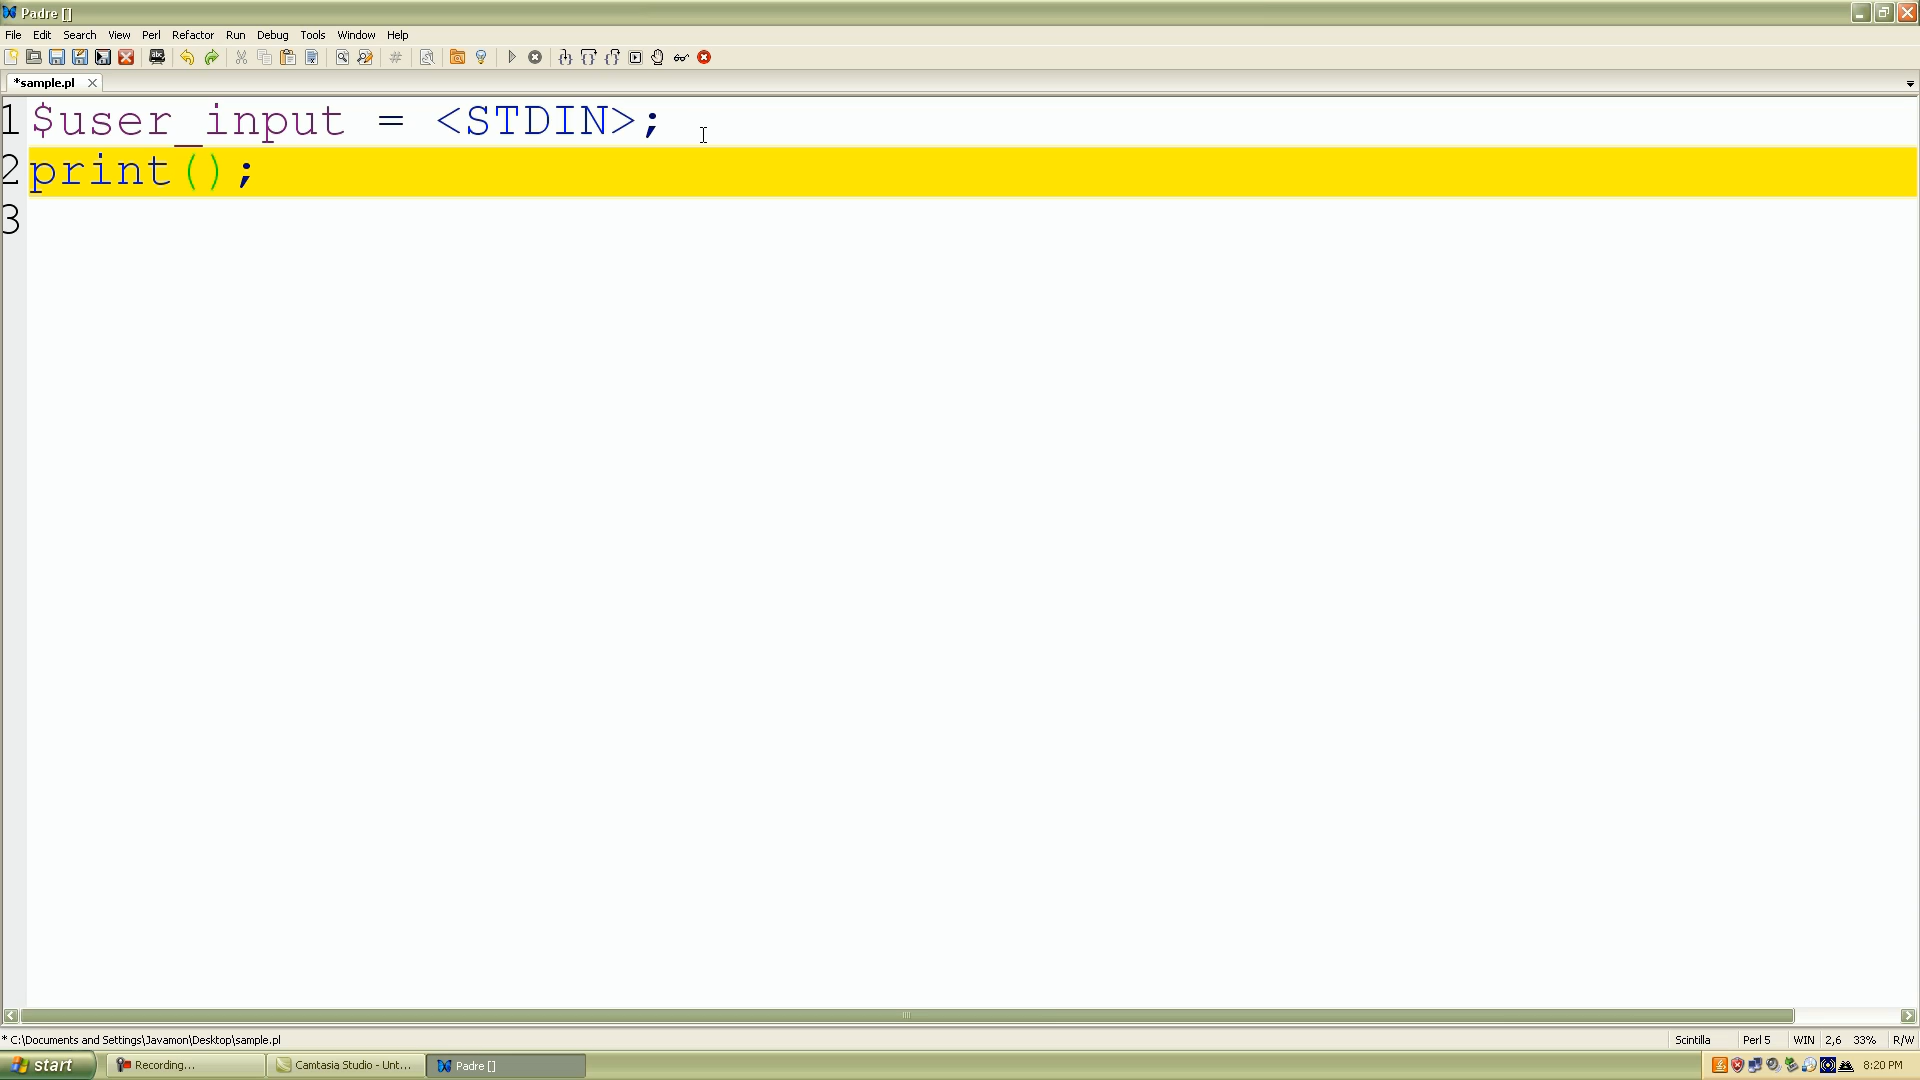 Padre []
File Edit Search View Perl Refactor Run Debug Tools Window Help
*sample.pl
1 $user_input = <STDIN>;
2 print();
3
* C:\Documents and Settings\Javamon\Desktop\sample.pl Scintilla Perl 5 WIN 2,6 33% R/W
start Recording... Camtasia Studio - Unt... Padre [] 8:20 PM